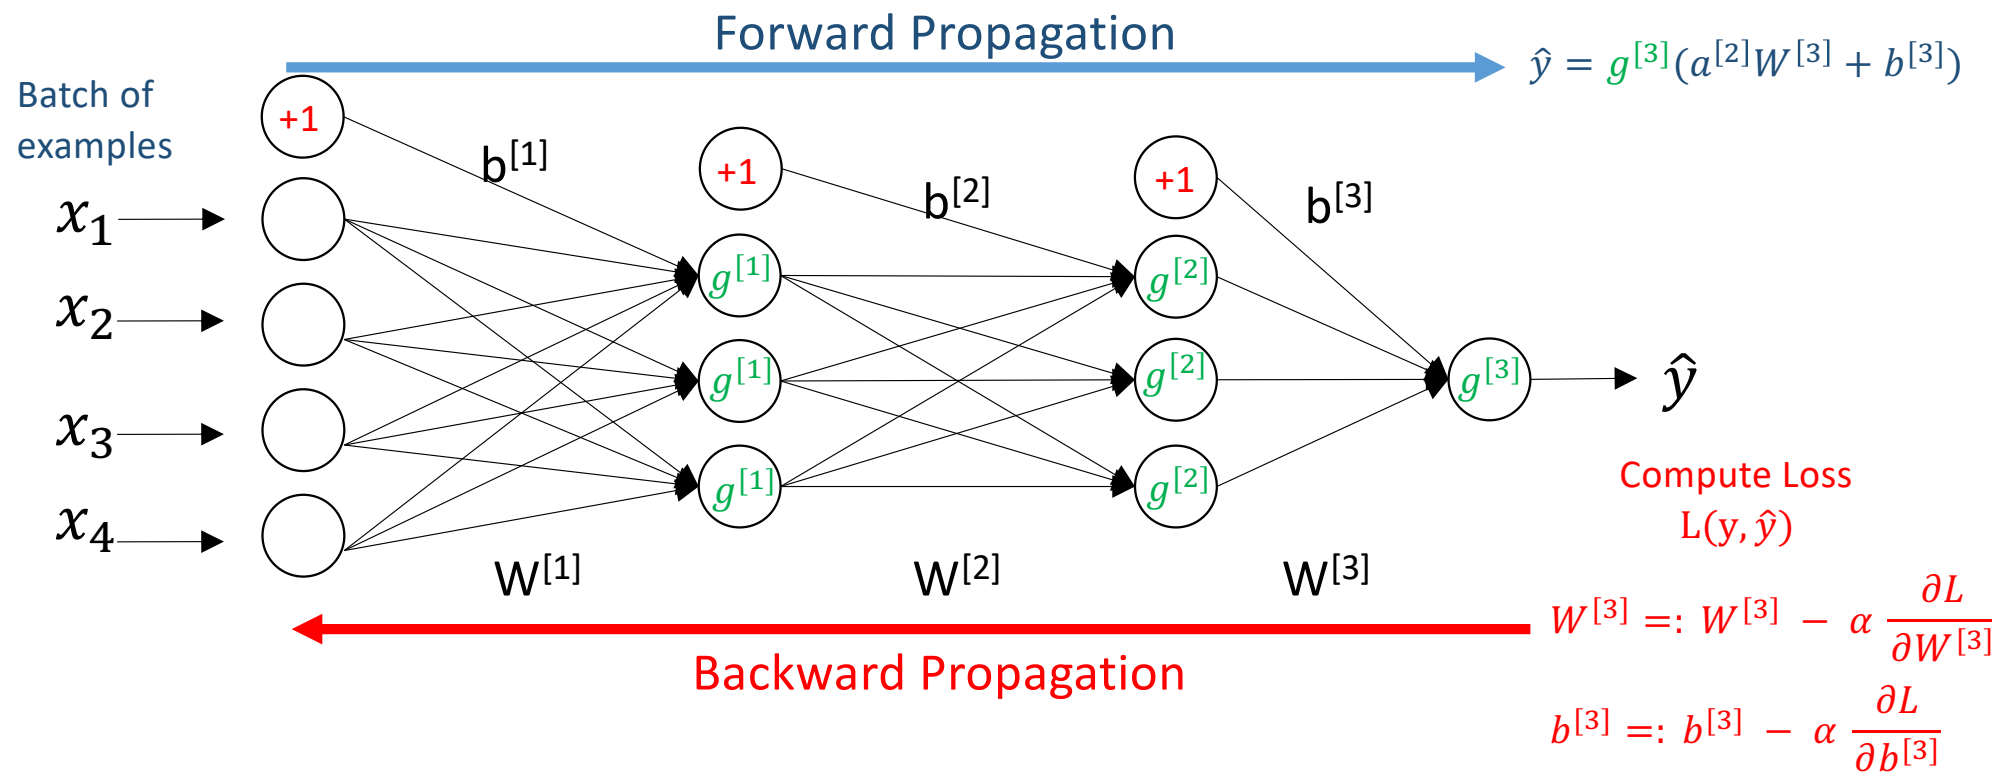 Forward Propagation
ŷ = g^[3](a^[2]W^[3] + b^[3])
Batch of
examples
+1
+1
+1
b^[1]
b^[2]
b^[3]
x₁
x₂
x₃
x₄
g^[1]
g^[1]
g^[1]
g^[2]
g^[2]
g^[2]
g^[3]
ŷ
Compute Loss
L(y, ŷ)
W^[1]
W^[2]
W^[3]
Backward Propagation
W^[3] =: W^[3] − α ∂L/∂W^[3]
b^[3] =: b^[3] − α ∂L/∂b^[3]